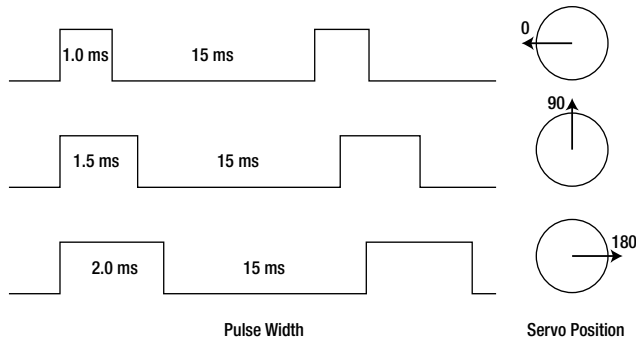 1.0 ms 15 ms 0
90
1.5 ms 15 ms
2.0 ms 15 ms 180
Pulse Width Servo Position